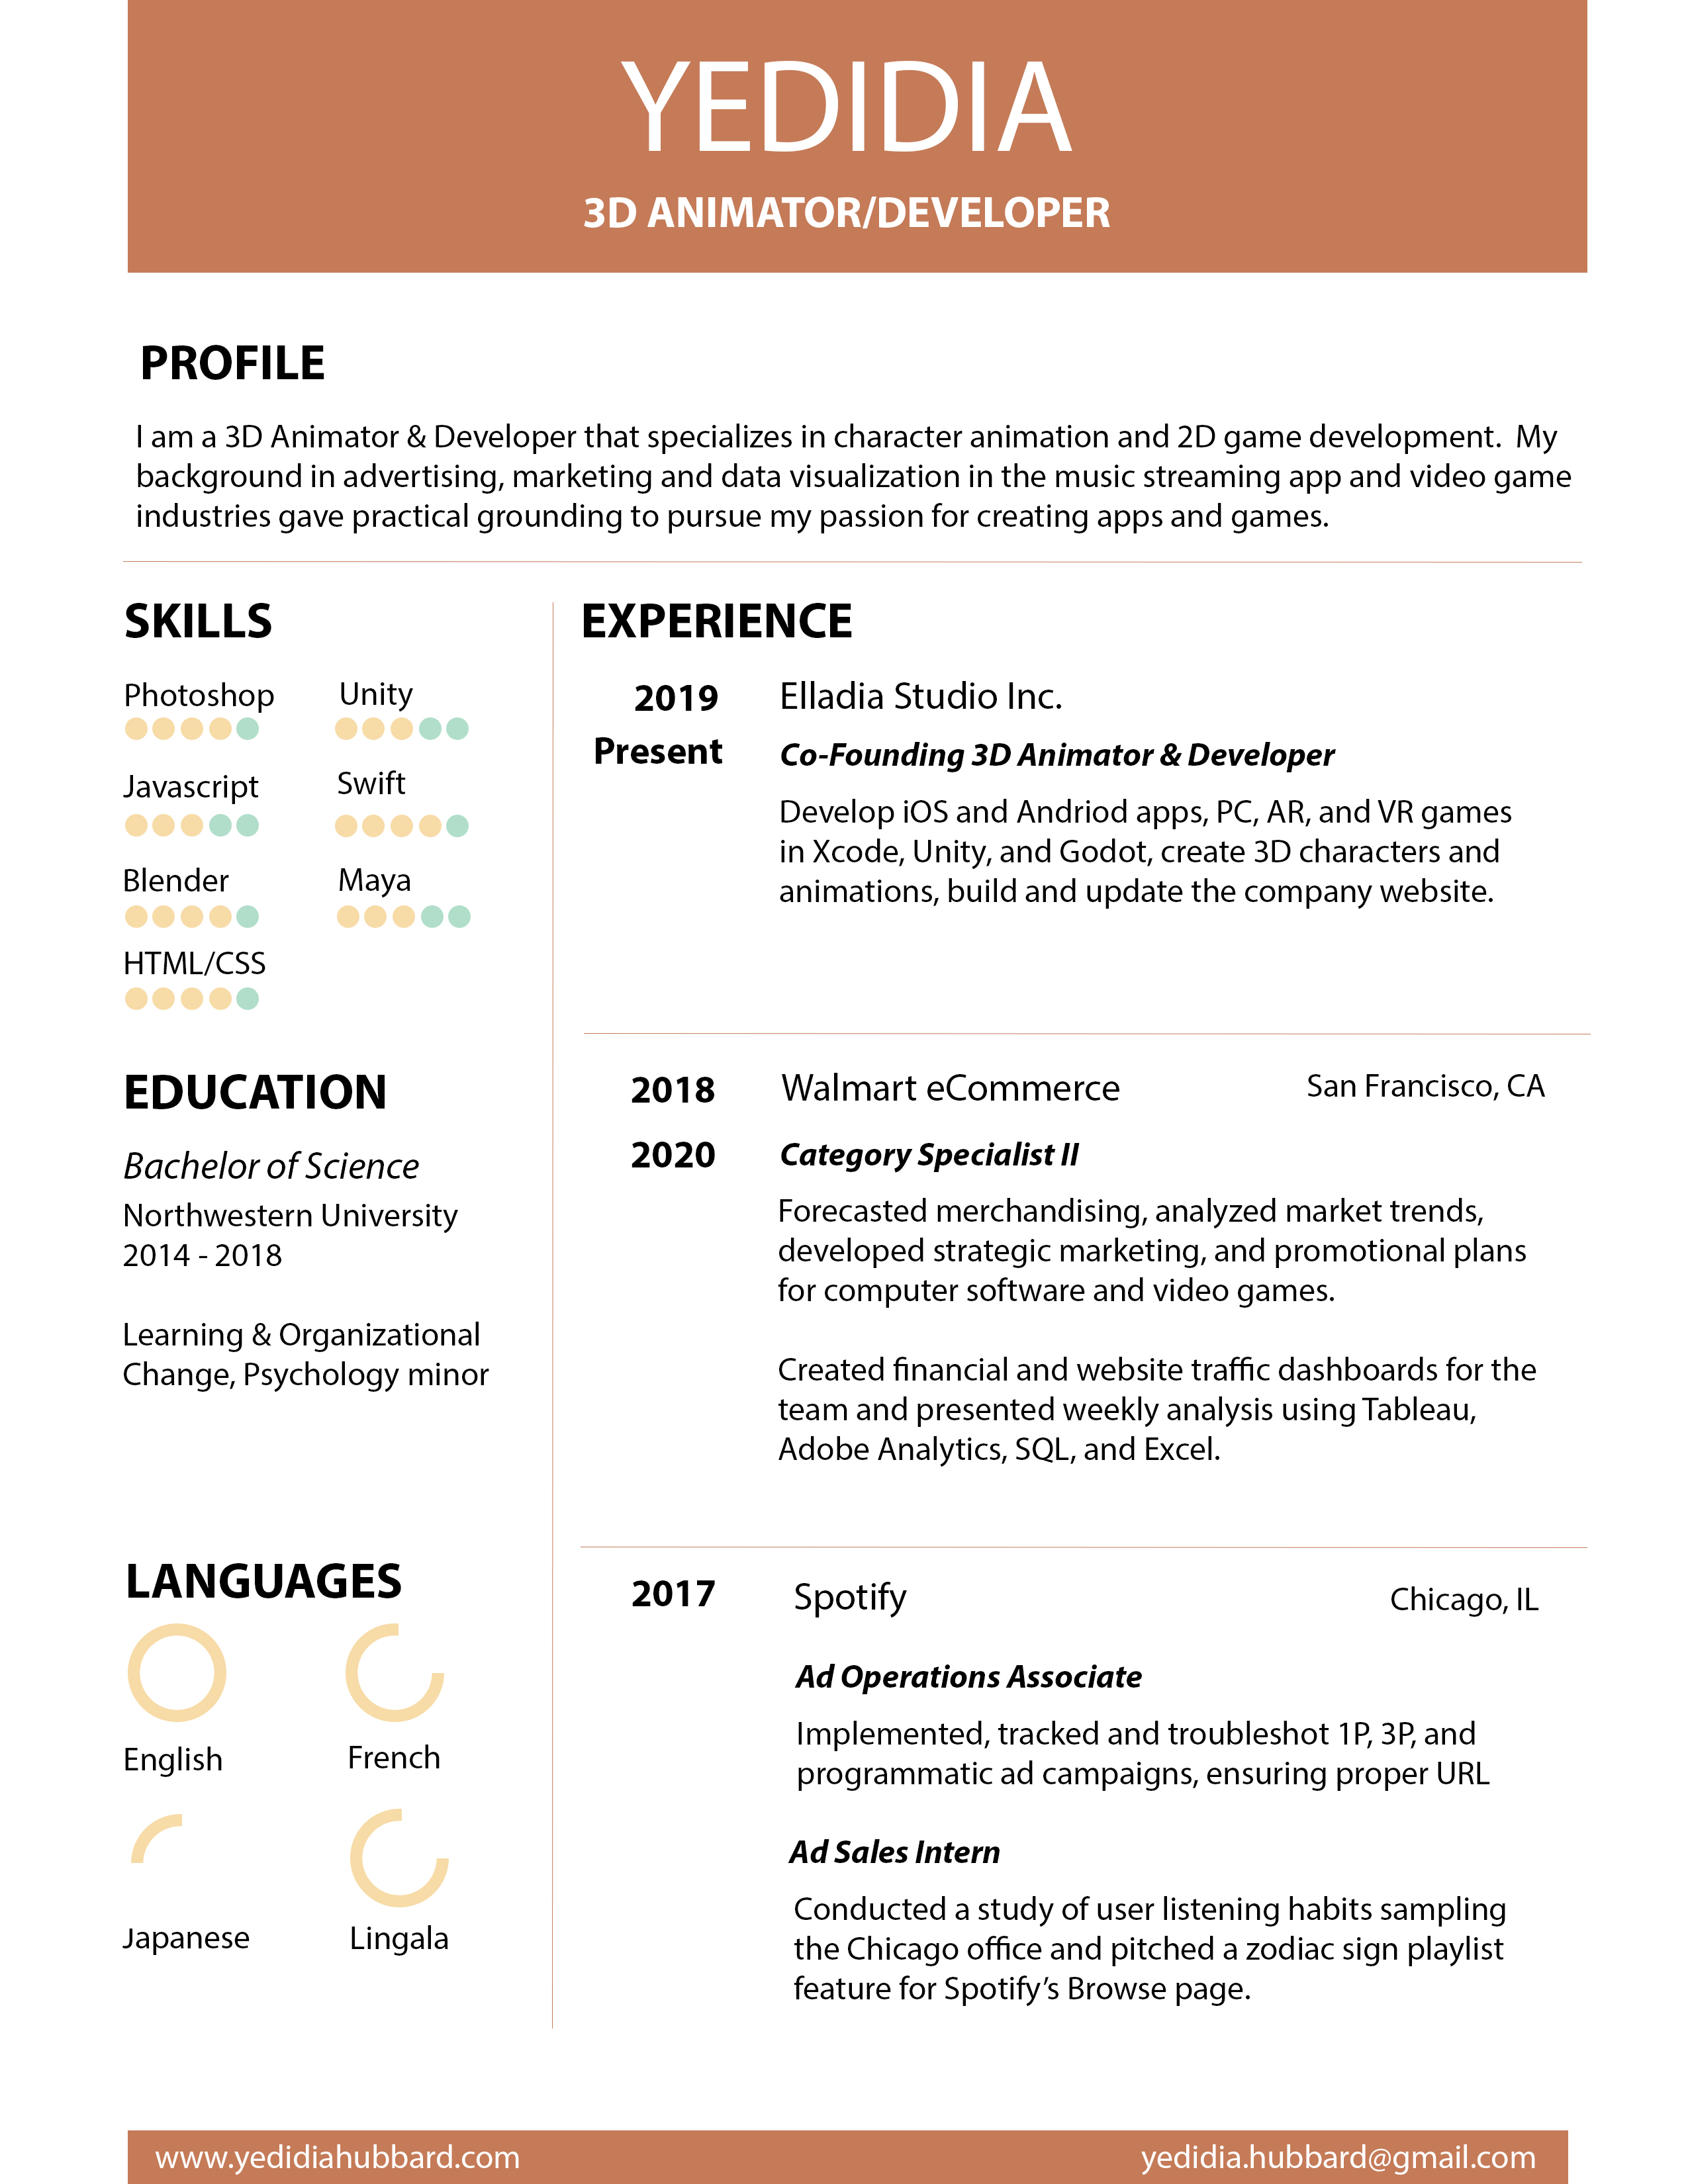 YEDIDIA
3D ANIMATOR/DEVELOPER
PROFILE
I am a 3D Animator & Developer that specializes in character animation and 2D game development.  My
background in advertising, marketing and data visualization in the music streaming app and video game
industries gave practical grounding to pursue my passion for creating apps and games.
SKILLS
Photoshop
Unity
Javascript
Swift
Blender
Maya
HTML/CSS
EDUCATION
Bachelor of Science
Northwestern University
2014 - 2018
Learning & Organizational
Change, Psychology minor
LANGUAGES
English
French
Japanese
Lingala
EXPERIENCE
2019
Elladia Studio Inc.
Present
Co-Founding 3D Animator & Developer
Develop iOS and Andriod apps, PC, AR, and VR games
in Xcode, Unity, and Godot, create 3D characters and
animations, build and update the company website.
2018
Walmart eCommerce
San Francisco, CA
2020
Category Specialist II
Forecasted merchandising, analyzed market trends,
developed strategic marketing, and promotional plans
for computer software and video games.
Created financial and website traffic dashboards for the
team and presented weekly analysis using Tableau,
Adobe Analytics, SQL, and Excel.
2017
Spotify
Chicago, IL
Ad Operations Associate
Implemented, tracked and troubleshot 1P, 3P, and
programmatic ad campaigns, ensuring proper URL
Ad Sales Intern
Conducted a study of user listening habits sampling
the Chicago office and pitched a zodiac sign playlist
feature for Spotify’s Browse page.
www.yedidiahubbard.com
yedidia.hubbard@gmail.com